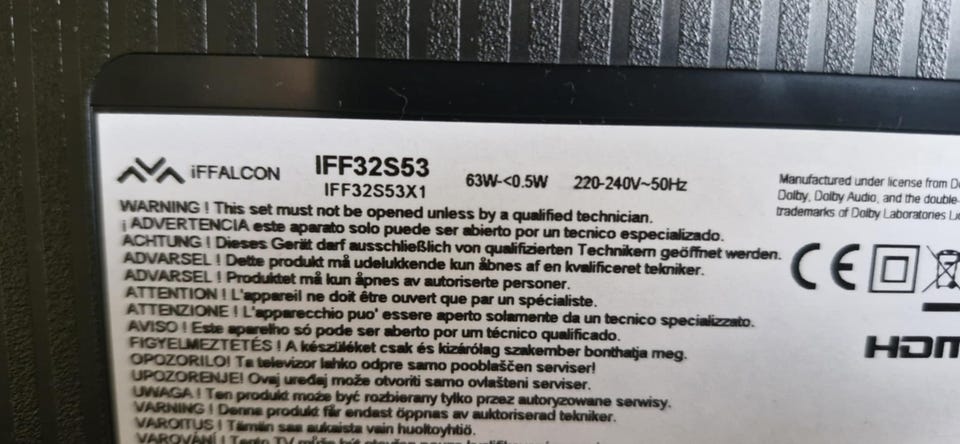 iFFALCON IFF32S53 63W-<0.5W 220-240V~50Hz
IFF32S53X1
Manufactured under license from
Dolby, Dolby Audio, and the double-
trademarks of Dolby Laboratories
WARNING ! This set must not be opened unless by a qualified technician.
¡ ADVERTENCIA este aparato solo puede ser abierto por un tecnico especializado.
ACHTUNG ! Dieses Gerät darf ausschließlich von qualifizierten Technikern geöffnet werden.
ADVARSEL ! Dette produkt må udelukkende kun åbnes af en kvalificeret tekniker.
ADVARSEL ! Produktet må kun åpnes av autoriserte personer.
ATTENTION ! L'appareil ne doit être ouvert que par un spécialiste.
ATTENZIONE ! L'apparecchio puo' essere aperto solamente da un tecnico specializzato.
AVISO ! Este aparelho só pode ser aberto por um técnico qualificado.
FIGYELMEZTETÉS ! A készüléket csak és kizárólag szakember bonthatja meg.
OPOZORILO! Ta televizor lahko odpre samo pooblaščen serviser!
UPOZORENJE! Ovaj uređaj može otvoriti samo ovlašteni serviser.
UWAGA ! Ten produkt może być rozbierany tylko przez autoryzowane serwisy.
VARNING ! Denna produkt får endast öppnas av auktoriserad tekniker.
VAROITUS ! Tämän saa aukaista vain huoltoyhtiö.
VAROVÁNÍ ! Tento TV může být
CE